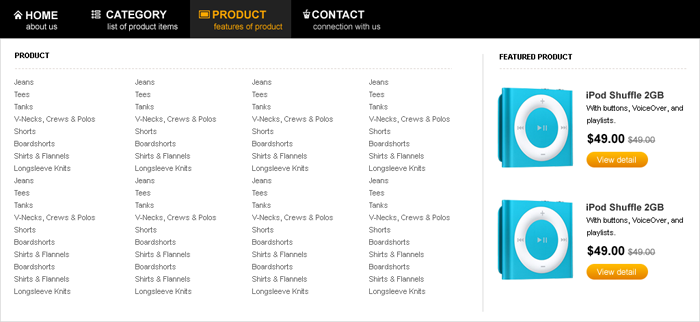 HOME
about us
CATEGORY
list of product items
PRODUCT
features of product
CONTACT
connection with us
PRODUCT
Jeans
Tees
Tanks
V-Necks, Crews & Polos
Shorts
Boardshorts
Shirts & Flannels
Longsleeve Knits
Jeans
Tees
Tanks
V-Necks, Crews & Polos
Shorts
Boardshorts
Shirts & Flannels
Longsleeve Knits
Boardshorts
Shirts & Flannels
Longsleeve Knits
Jeans
Tees
Tanks
V-Necks, Crews & Polos
Shorts
Boardshorts
Shirts & Flannels
Longsleeve Knits
Jeans
Tees
Tanks
V-Necks, Crews & Polos
Shorts
Boardshorts
Shirts & Flannels
Boardshorts
Longsleeve Knits
Jeans
Tees
Tanks
V-Necks, Crews & Polos
Shorts
Boardshorts
Shirts & Flannels
Longsleeve Knits
Jeans
Tees
Tanks
V-Necks, Crews & Polos
Shorts
Boardshorts
Shirts & Flannels
Boardshorts
Longsleeve Knits
Jeans
Tees
Tanks
V-Necks, Crews & Polos
Shorts
Boardshorts
Shirts & Flannels
Longsleeve Knits
Jeans
Tees
Tanks
V-Necks, Crews & Polos
Shorts
Boardshorts
Shirts & Flannels
Boardshorts
Longsleeve Knits
FEATURED PRODUCT
iPod Shuffle 2GB
With buttons, VoiceOver, and
playlists.
$49.00 $49.00
View detail
iPod Shuffle 2GB
With buttons, VoiceOver, and
playlists.
$49.00 $49.00
View detail